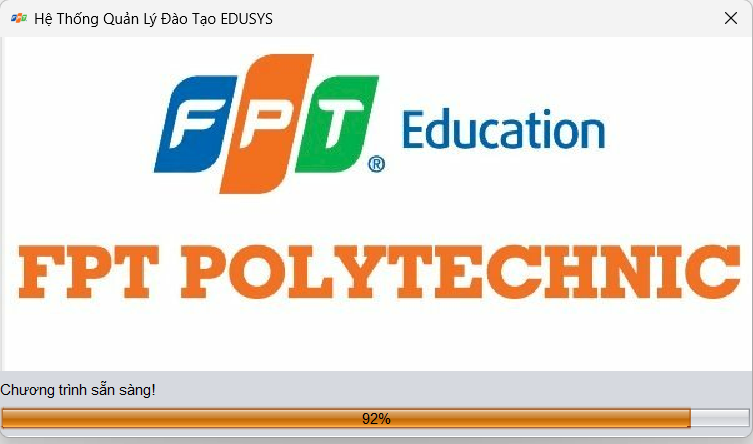 Hệ Thống Quản Lý Đào Tạo EDUSYS
FPT Education
FPT POLYTECHNIC
Chương trình sẵn sàng!
92%